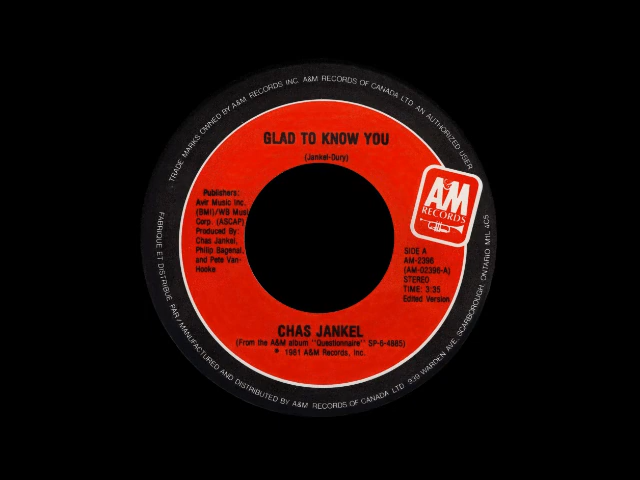 TRADE MARKS OWNED BY A&M RECORDS INC. A&M RECORDS OF CANADA LTD. AN AUTHORIZED USER
GLAD TO KNOW YOU
(Jankel-Dury)
A&M
RECORDS
Publishers:
Avir Music Inc.
(BMI)/WB Music
Corp. (ASCAP)
Produced By:
Chas Jankel,
Philip Bagenal,
and Pete Van-
Hooke
SIDE A
AM-2396
(AM-02396-A)
STEREO
TIME: 3:35
Edited Version
CHAS JANKEL
(From the A&M album "Questionnaire" SP-6-4885)
℗ 1981 A&M Records, Inc.
FABRIQUÉ ET DISTRIBUÉ PAR/MANUFACTURED AND DISTRIBUTED BY A&M RECORDS OF CANADA LTD. 939 WARDEN AVE. SCARBOROUGH, ONTARIO M1L 4C5